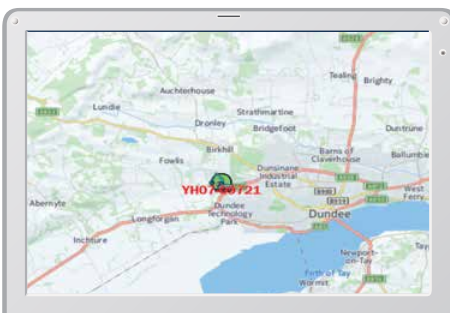 Tealing
Brighty
Auchterhouse
Lundie
Strathmartine
Dronley
Bridgefoot
Duntrune
Birkhill
Barns of
Claverhouse
Ballumbie
Fowlis
Dunsinane
Industrial
Estate
West
Ferry
Abernyte
Dundee
Technology
Park
Dundee
Longforgan
Inchture
Newport-
on-Tay
Tay
Firth of Tay
Wormit